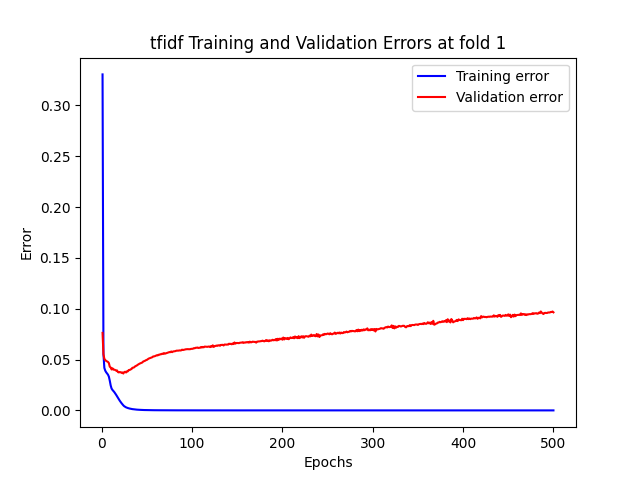 tfidf Training and Validation Errors at fold 1
Training error
Validation error
0.30
0.25
0.20
0.15
0.10
0.05
0.00
Error
0 100 200 300 400 500
Epochs